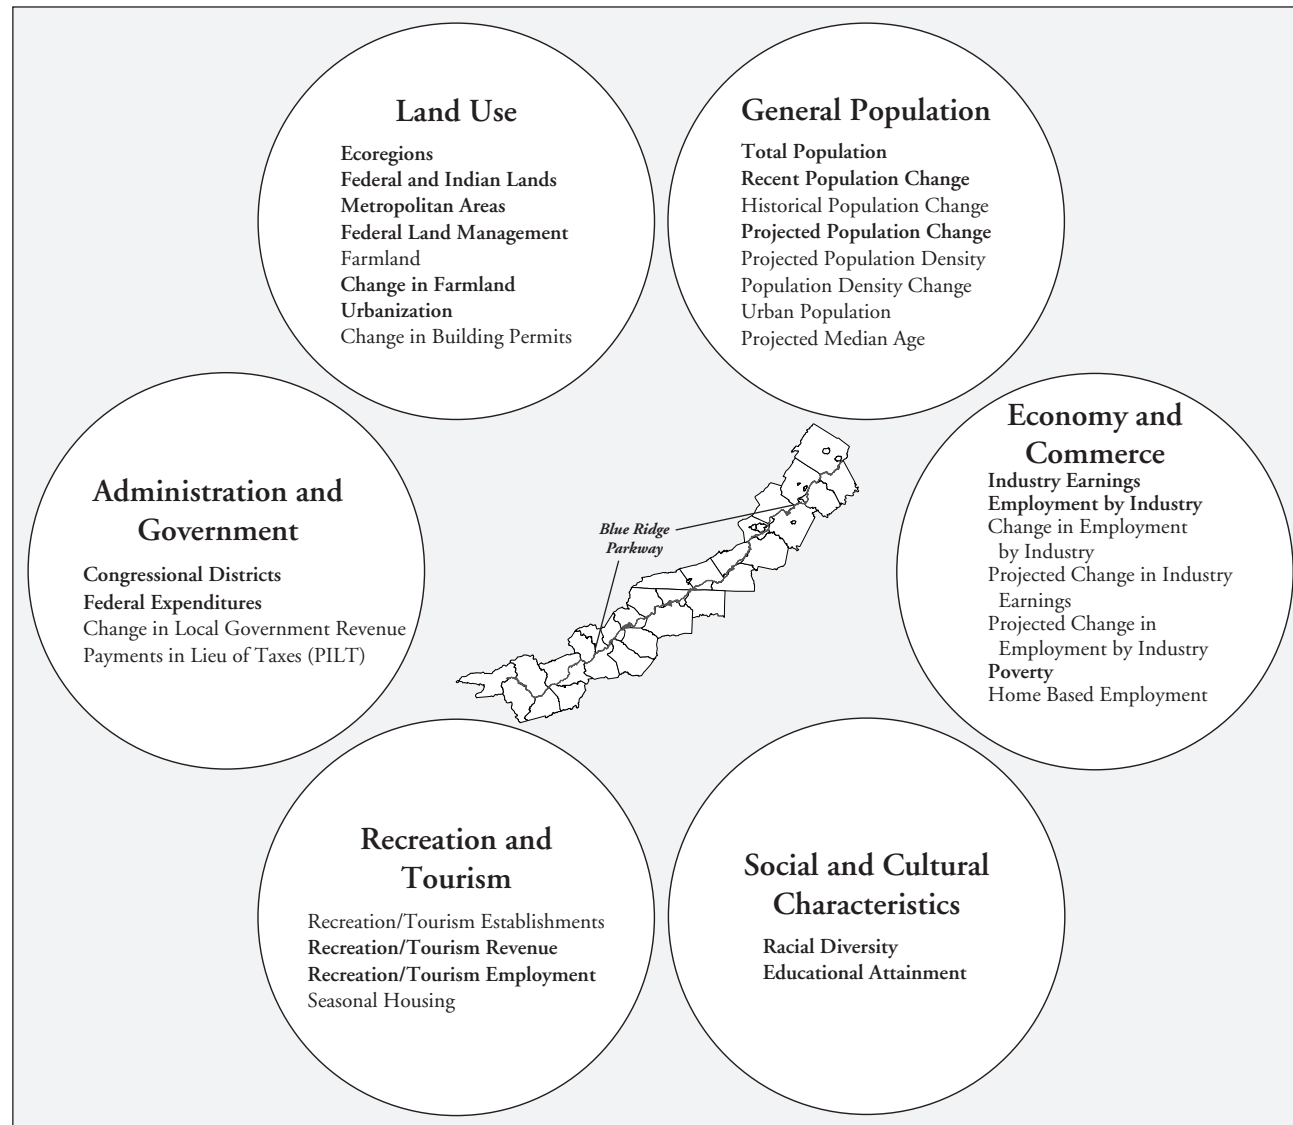 Land Use
Ecoregions
Federal and Indian Lands
Metropolitan Areas
Federal Land Management
Farmland
Change in Farmland
Urbanization
Change in Building Permits
General Population
Total Population
Recent Population Change
Historical Population Change
Projected Population Change
Projected Population Density
Population Density Change
Urban Population
Projected Median Age
Administration and
Government
Congressional Districts
Federal Expenditures
Change in Local Government Revenue
Payments in Lieu of Taxes (PILT)
Blue Ridge
Parkway
Economy and
Commerce
Industry Earnings
Employment by Industry
Change in Employment
by Industry
Projected Change in Industry
Earnings
Projected Change in
Employment by Industry
Poverty
Home Based Employment
Recreation and
Tourism
Recreation/Tourism Establishments
Recreation/Tourism Revenue
Recreation/Tourism Employment
Seasonal Housing
Social and Cultural
Characteristics
Racial Diversity
Educational Attainment